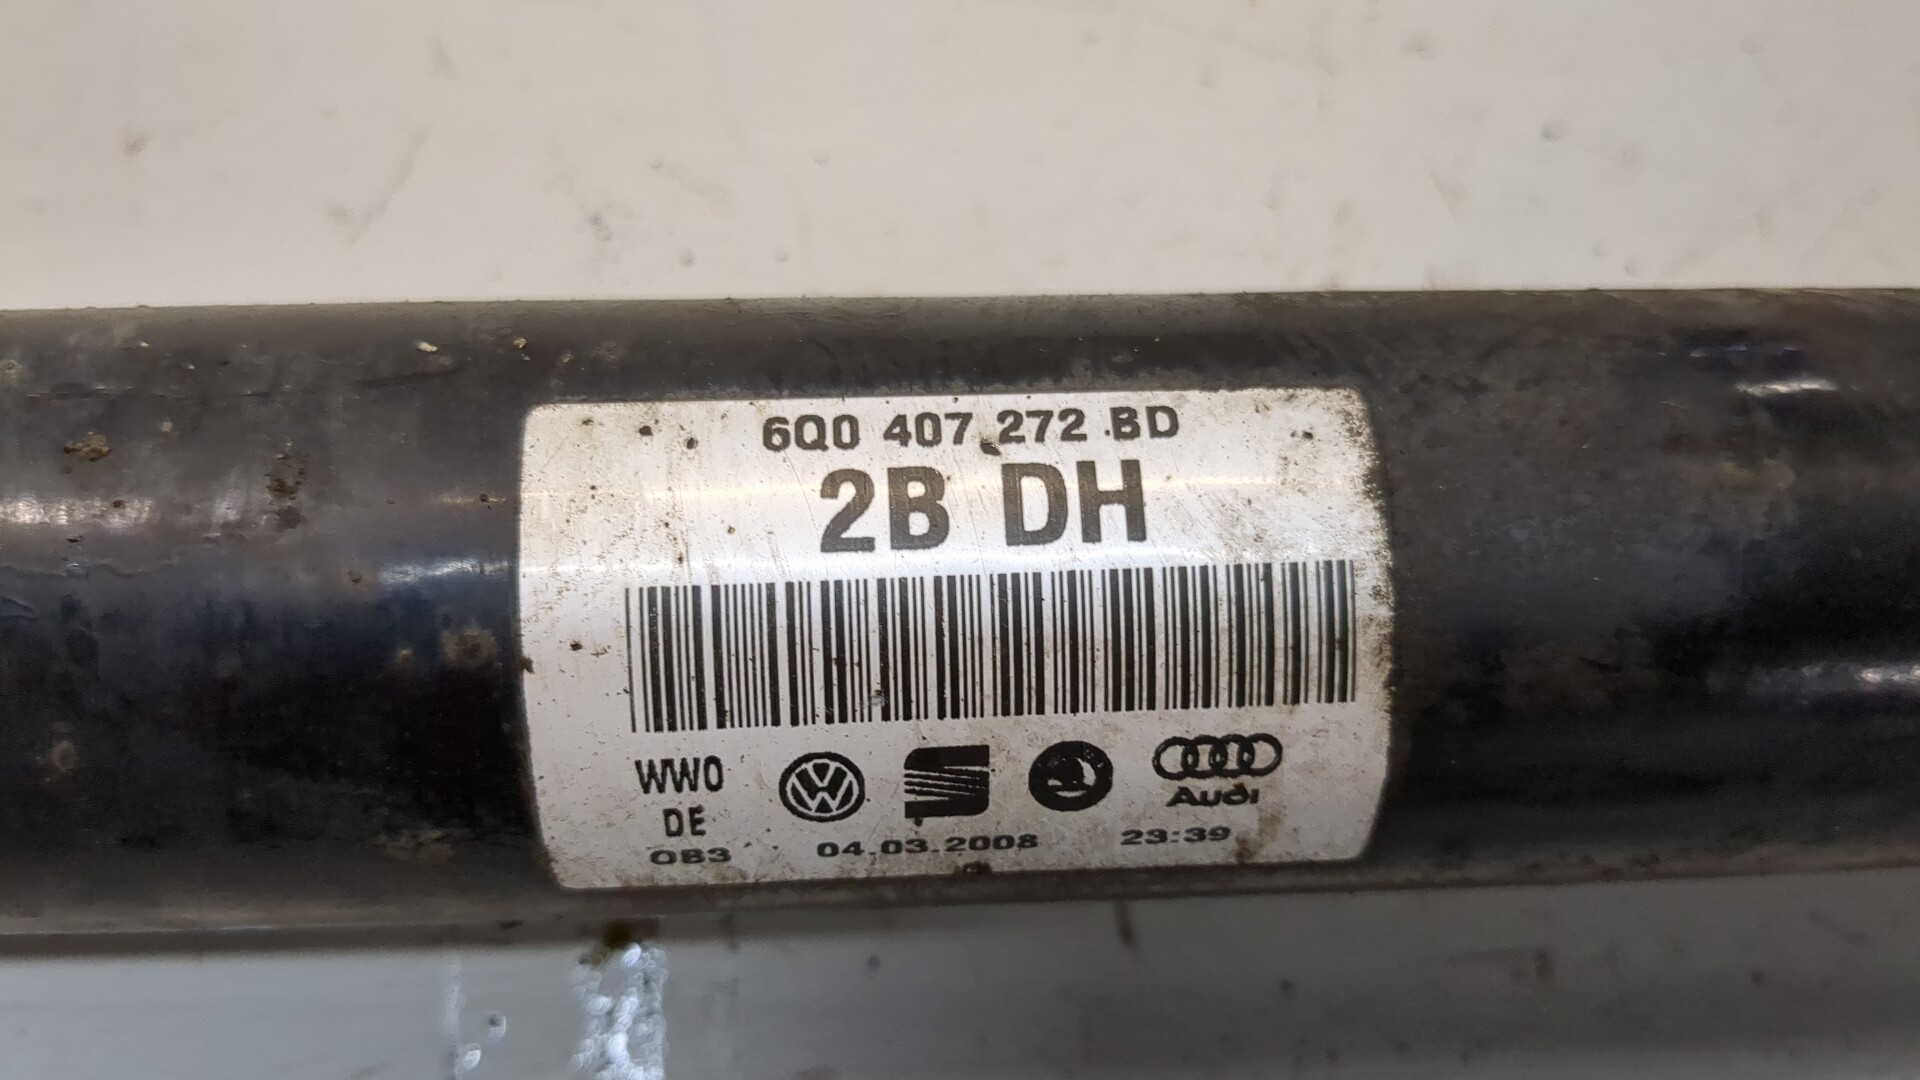 6Q0 407 272 BD
2B DH
WW0
DE
OB3
04.03.2008 23:39
Audi